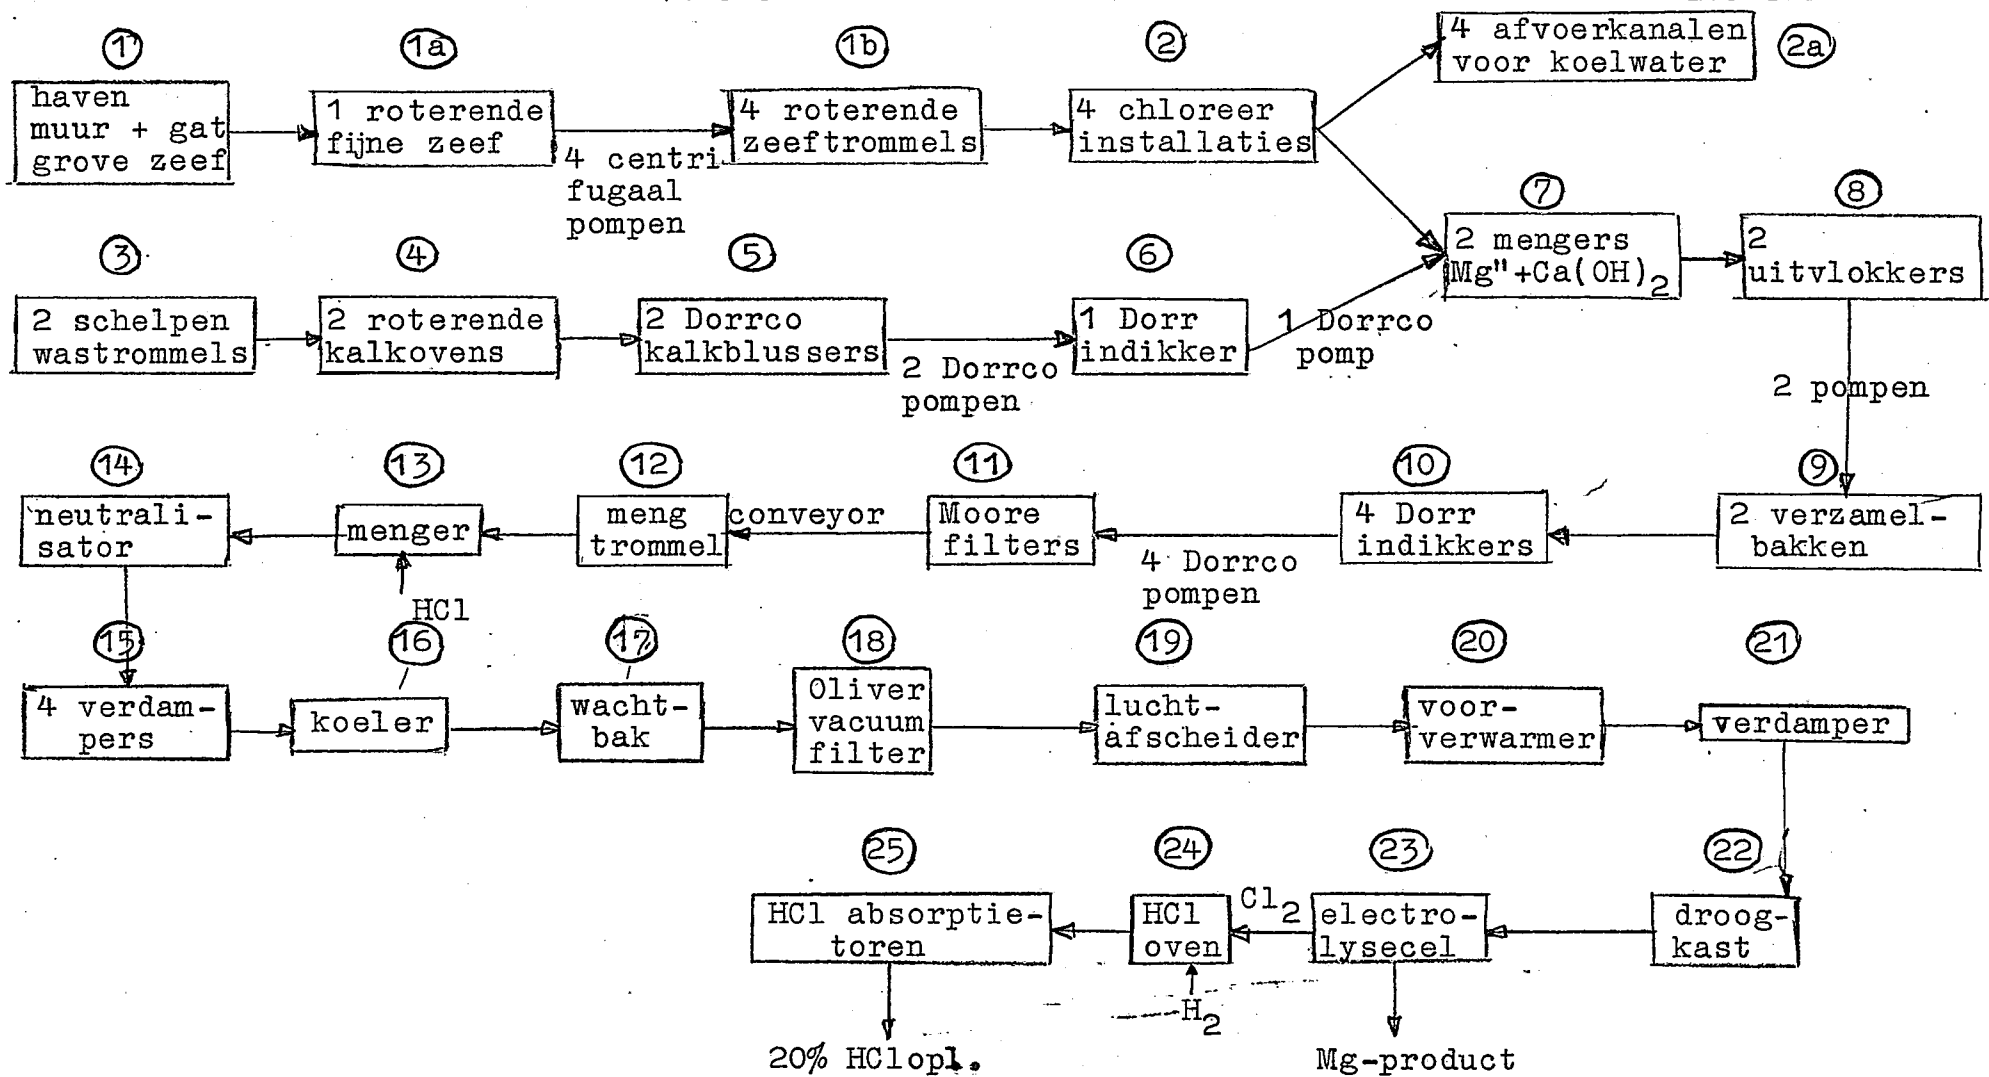 1
haven
muur + gat
grove zeef
1a
1 roterende
fijne zeef
4 centri
fugaal
pompen
1b
4 roterende
zeeftrommels
2
4 chloreer
installaties
4 afvoerkanalen
voor koelwater
2a
3
2 schelpen
wastrommels
4
2 roterende
kalkovens
5
2 Dorrco
kalkblussers
2 Dorrco
pompen
6
1 Dorr
indikker
1 Dorrco
pomp
7
2 mengers
Mg"+Ca(OH)2
8
2
uitvlokkers
2 pompen
9
2 verzamel-
bakken
10
4 Dorr
indikkers
4 Dorrco
pompen
11
Moore
filters
conveyor
12
meng
trommel
13
menger
HCl
14
neutrali-
sator
15
4 verdam-
pers
16
koeler
17
wacht-
bak
18
Oliver
vacuum
filter
19
lucht-
afscheider
20
voor-
verwarmer
21
verdamper
22
droog-
kast
23
electro-
lysecel
Mg-product
Cl2
24
HCl
oven
H2
25
HCl absorptie-
toren
20% HClopl.